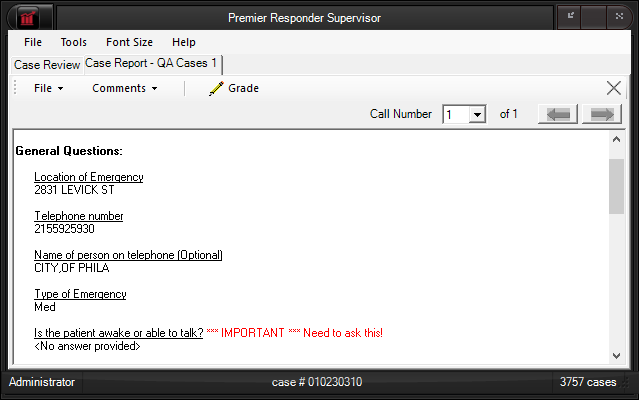 Premier Responder Supervisor
File Tools Font Size Help
Case Review Case Report - QA Cases 1
File Comments Grade
Call Number 1 of 1
General Questions:
Location of Emergency
2831 LEVICK ST
Telephone number
2155925930
Name of person on telephone (Optional)
CITY,OF PHILA
Type of Emergency
Med
Is the patient awake or able to talk? *** IMPORTANT *** Need to ask this!
<No answer provided>
Administrator case # 010230310 3757 cases